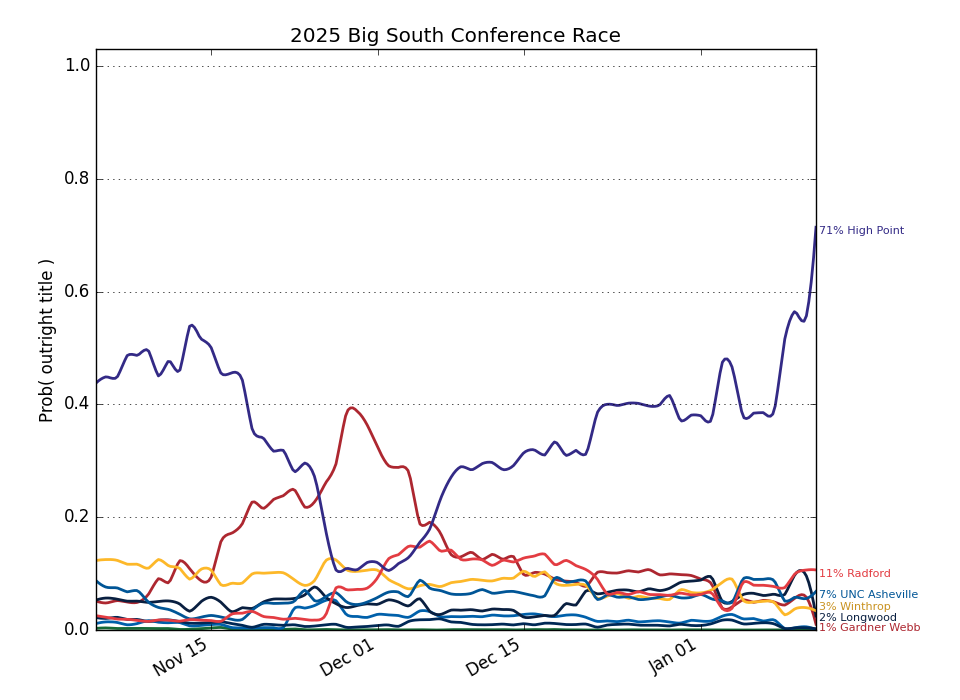 2025 Big South Conference Race
Prob( outright title )
1.0
0.8
0.6
0.4
0.2
0.0
Nov 15
Dec 01
Dec 15
Jan 01
71% High Point
11% Radford
7% UNC Asheville
3% Winthrop
2% Longwood
1% Gardner Webb